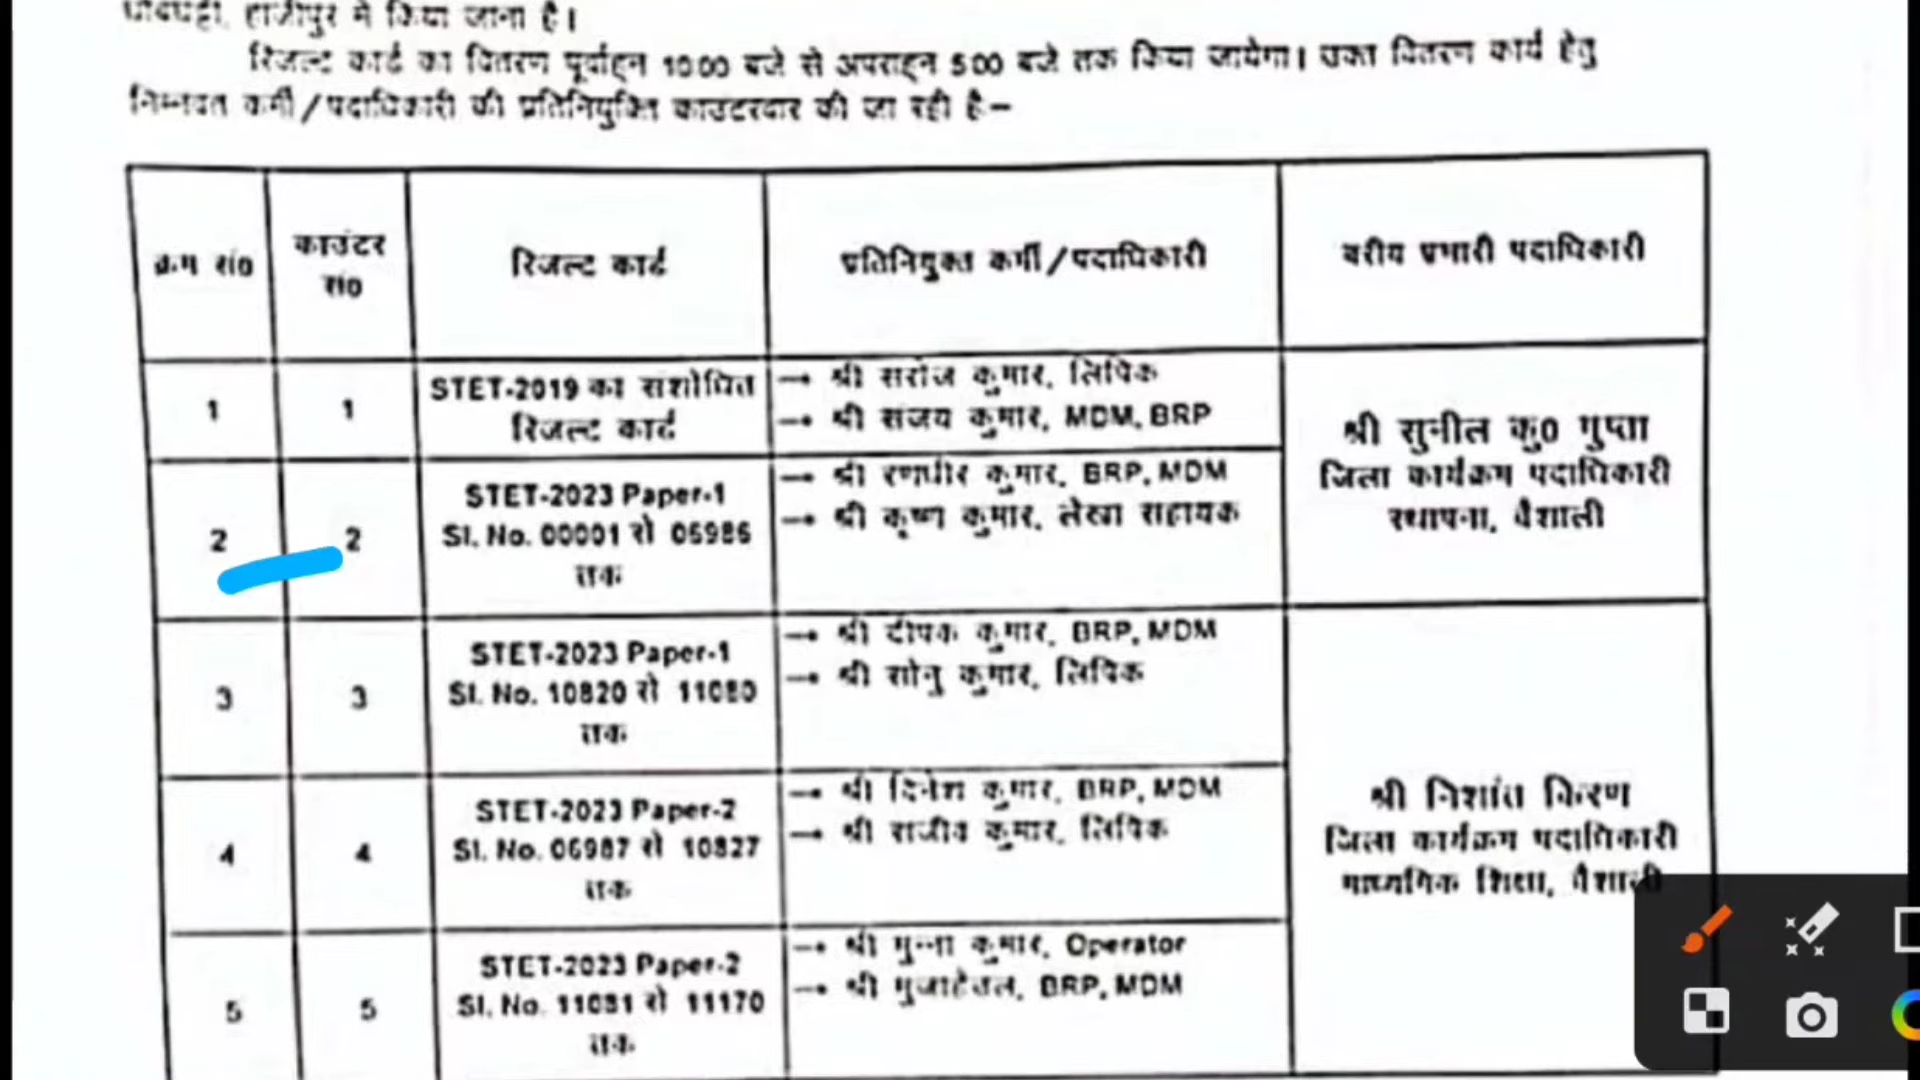 हाजीपुर में किया जाना है।
रिजल्ट कार्ड का वितरण पूर्वाहन 10:00 बजे से अपराहन 5:00 बजे तक किया जायेगा। उक्त वितरण कार्य हेतु
निम्नवत कर्मी/पदाधिकारी की प्रतिनियुक्ति काउंटरवार की जा रही है:-
क्रम सं0
काउंटर
सं0
रिजल्ट कार्ड
प्रतिनियुक्त कर्मी/पदाधिकारी
वरीय प्रभारी पदाधिकारी
1
1
STET-2019 का संशोधित
रिजल्ट कार्ड
→ श्री सरोज कुमार, लिपिक
→ श्री संजय कुमार, MDM, BRP
श्री सुनील कु0 गुप्ता
जिला कार्यक्रम पदाधिकारी
स्थापना, वैशाली
2
2
STET-2023 Paper-1
Sl. No. 00001 से 06986
तक
→ श्री रणधीर कुमार, BRP, MDM
→ श्री कृष्ण कुमार, लेखा सहायक
3
3
STET-2023 Paper-1
Sl. No. 10820 से 11080
तक
→ श्री दीपक कुमार, BRP, MDM
→ श्री सोनु कुमार, लिपिक
श्री निशांत किरण
जिला कार्यक्रम पदाधिकारी
माध्यमिक शिक्षा, वैशाली
4
4
STET-2023 Paper-2
Sl. No. 06987 से 10827
तक
→ श्री दिनेश कुमार, BRP, MDM
→ श्री राजीव कुमार, लिपिक
5
5
STET-2023 Paper-2
Sl. No. 11081 से 11170
तक
→ श्री मुन्ना कुमार, Operator
→ श्री BRP, MDM